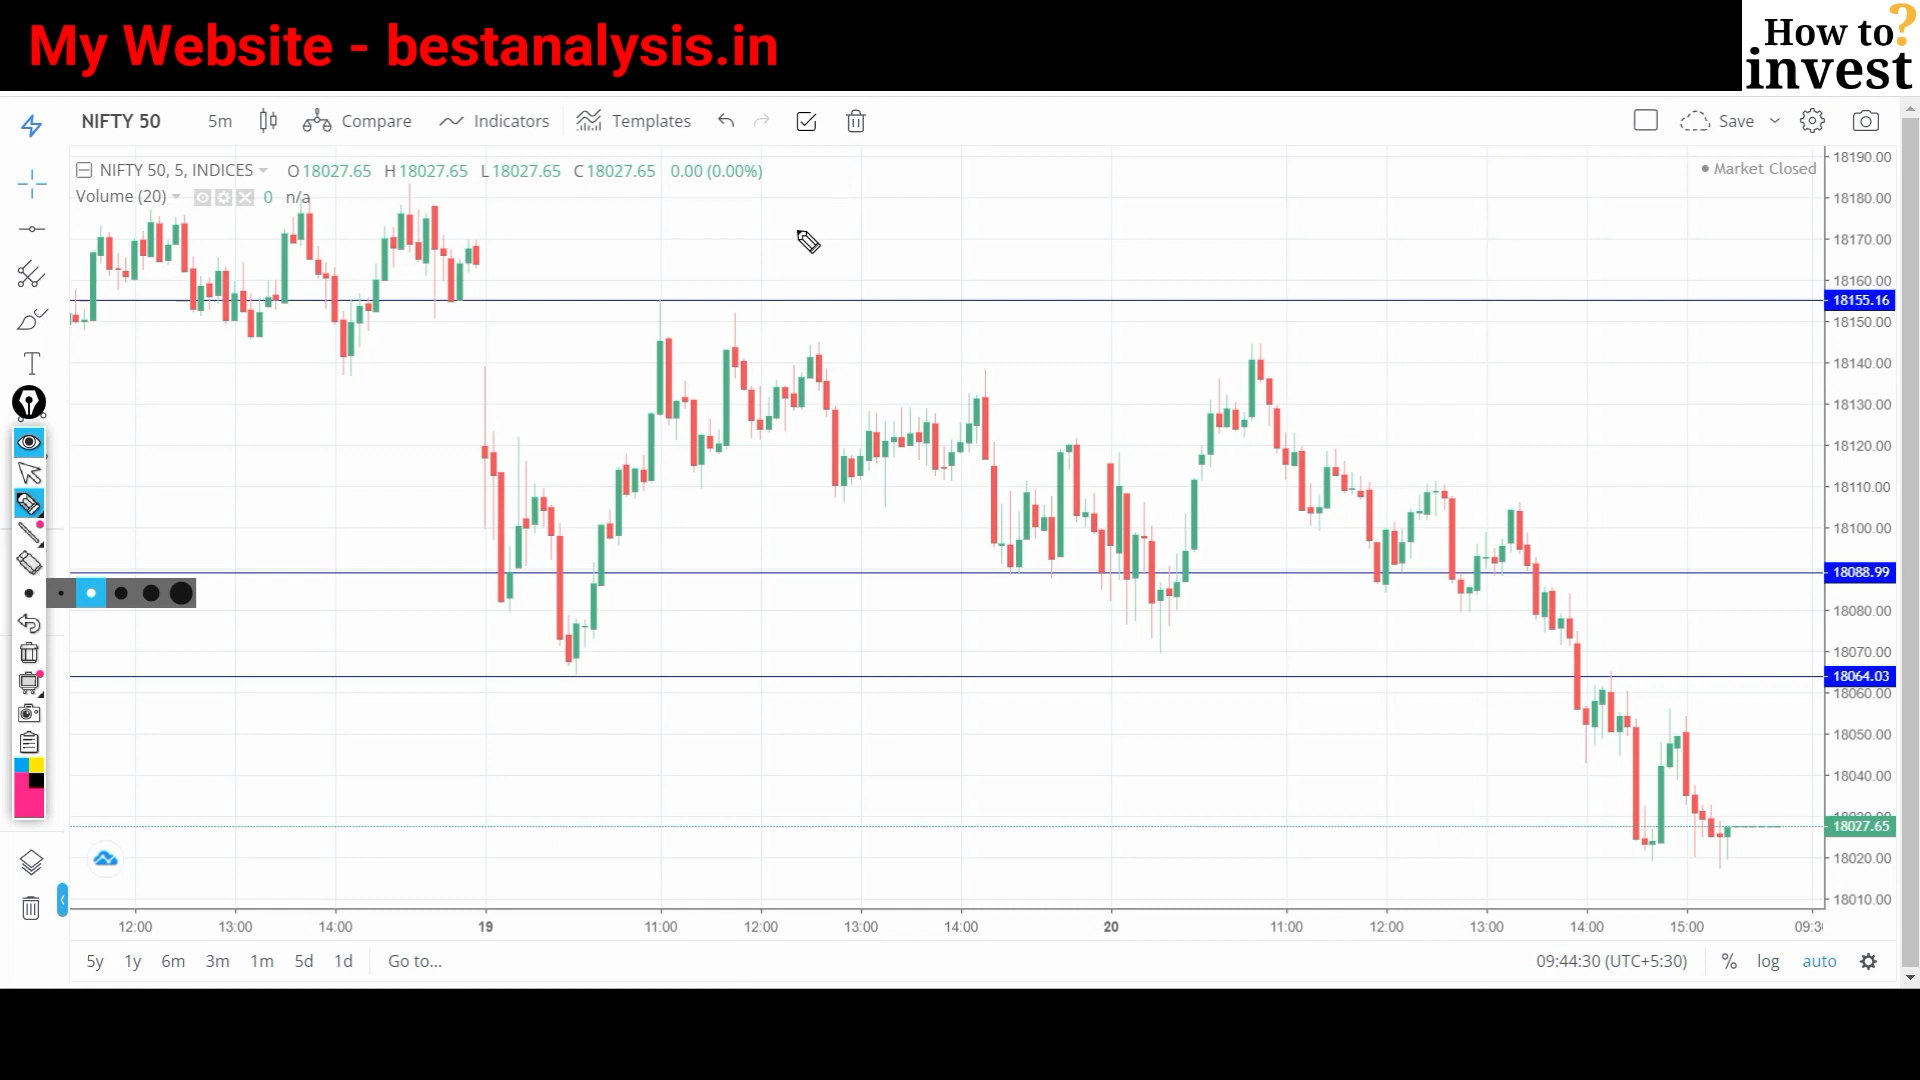 My Website - bestanalysis.in
How to?
invest
NIFTY 50 5m Compare Indicators Templates Save
NIFTY 50, 5, INDICES O18027.65 H18027.65 L18027.65 C18027.65 0.00 (0.00%)
Market Closed
Volume (20) 0 n/a
18190.00
18180.00
18170.00
18160.00
18155.16
18150.00
18140.00
18130.00
18120.00
18110.00
18100.00
18088.99
18080.00
18070.00
18064.03
18060.00
18050.00
18040.00
18027.65
18020.00
18010.00
T
12:00 13:00 14:00 19 11:00 12:00 13:00 14:00 20 11:00 12:00 13:00 14:00 15:00
5y 1y 6m 3m 1m 5d 1d Go to... 09:44:30 (UTC+5:30) % log auto